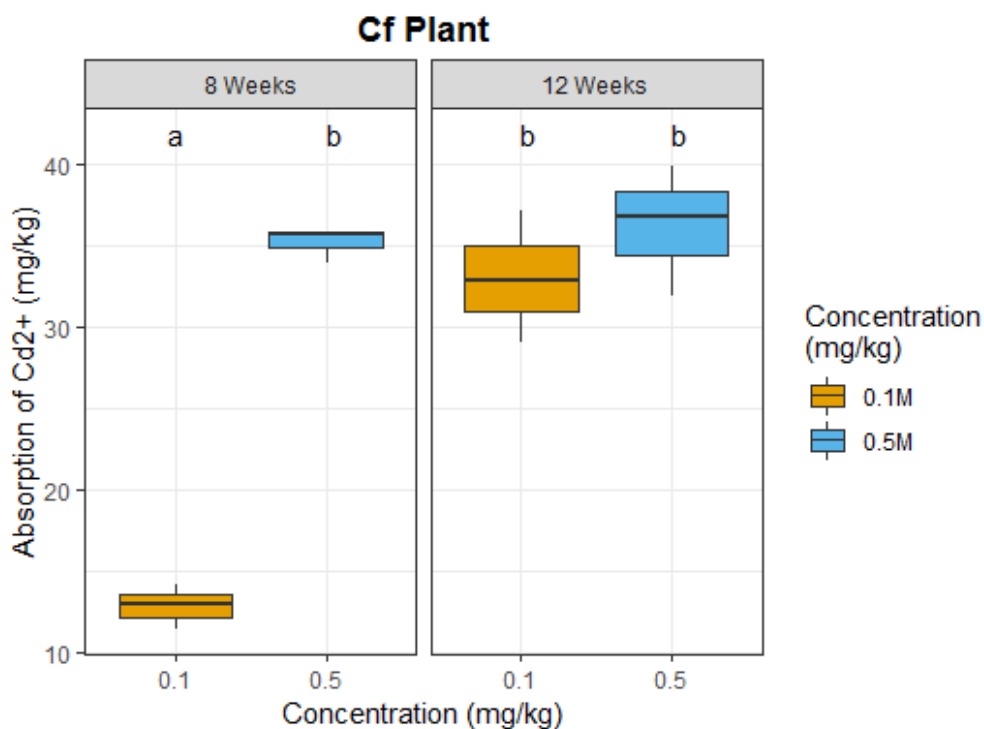 Cf Plant
8 Weeks
12 Weeks
a
b
b
b
40
30
20
10
Absorption of Cd2+ (mg/kg)
0.1
0.5
0.1
0.5
Concentration (mg/kg)
Concentration
(mg/kg)
0.1M
0.5M